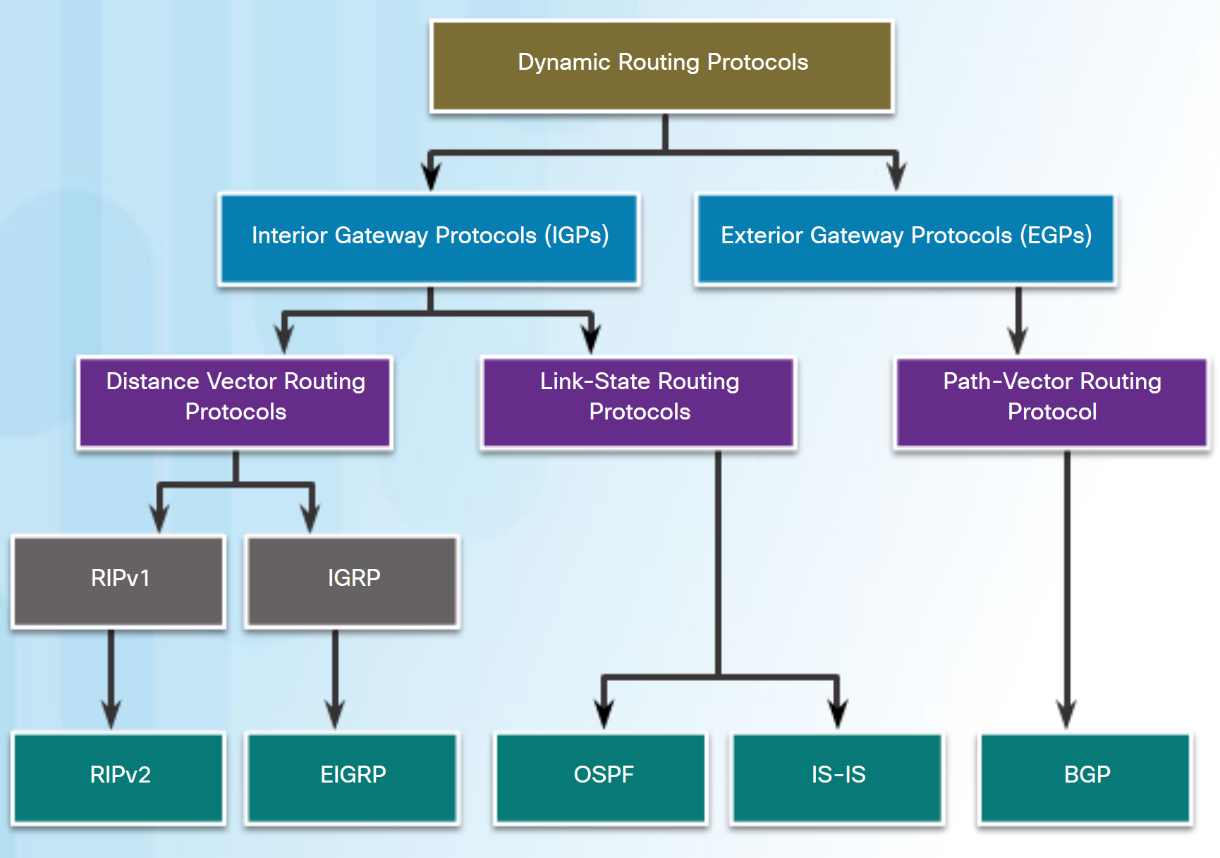 Dynamic Routing Protocols
Interior Gateway Protocols (IGPs)
Exterior Gateway Protocols (EGPs)
Distance Vector Routing
Protocols
Link-State Routing
Protocols
Path-Vector Routing
Protocol
RIPv1
IGRP
RIPv2
EIGRP
OSPF
IS-IS
BGP